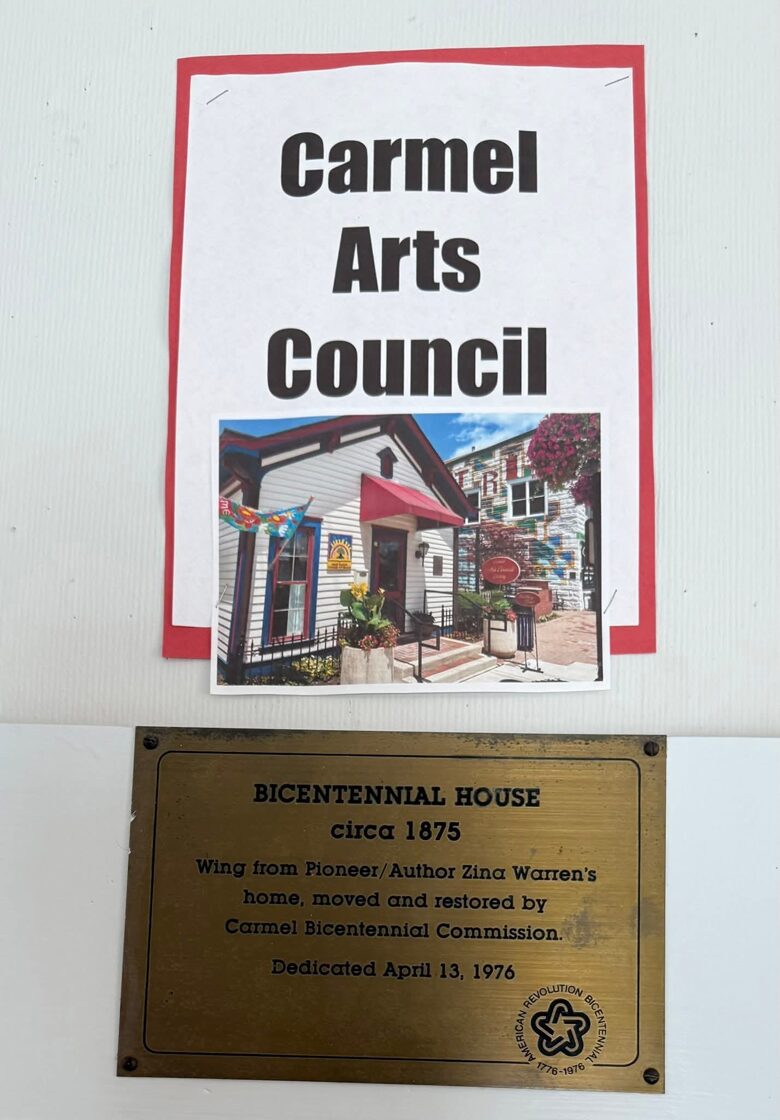 Carmel
Arts
Council
BICENTENNIAL HOUSE
circa 1875
Wing from Pioneer/Author Zina Warren's
home, moved and restored by
Carmel Bicentennial Commission.
Dedicated April 13, 1976
AMERICAN REVOLUTION BICENTENNIAL
1776-1976